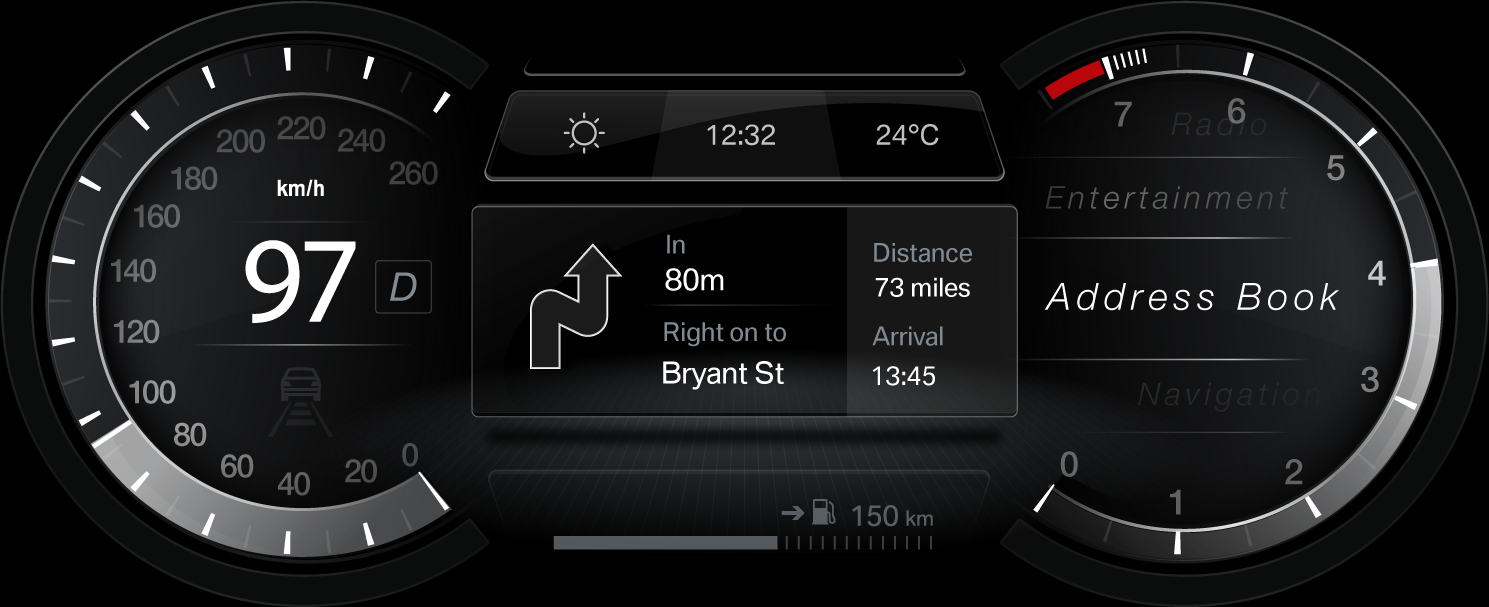 200 220 240
180 260
km/h
160
97
D
140
120
100
80
60 40 20 0
12:32
24°C
In
80m
Right on to
Bryant St
Distance
73 miles
Arrival
13:45
150 km
7 6
Radio
5
Entertainment
4
Address Book
3
Navigation
0 1 2